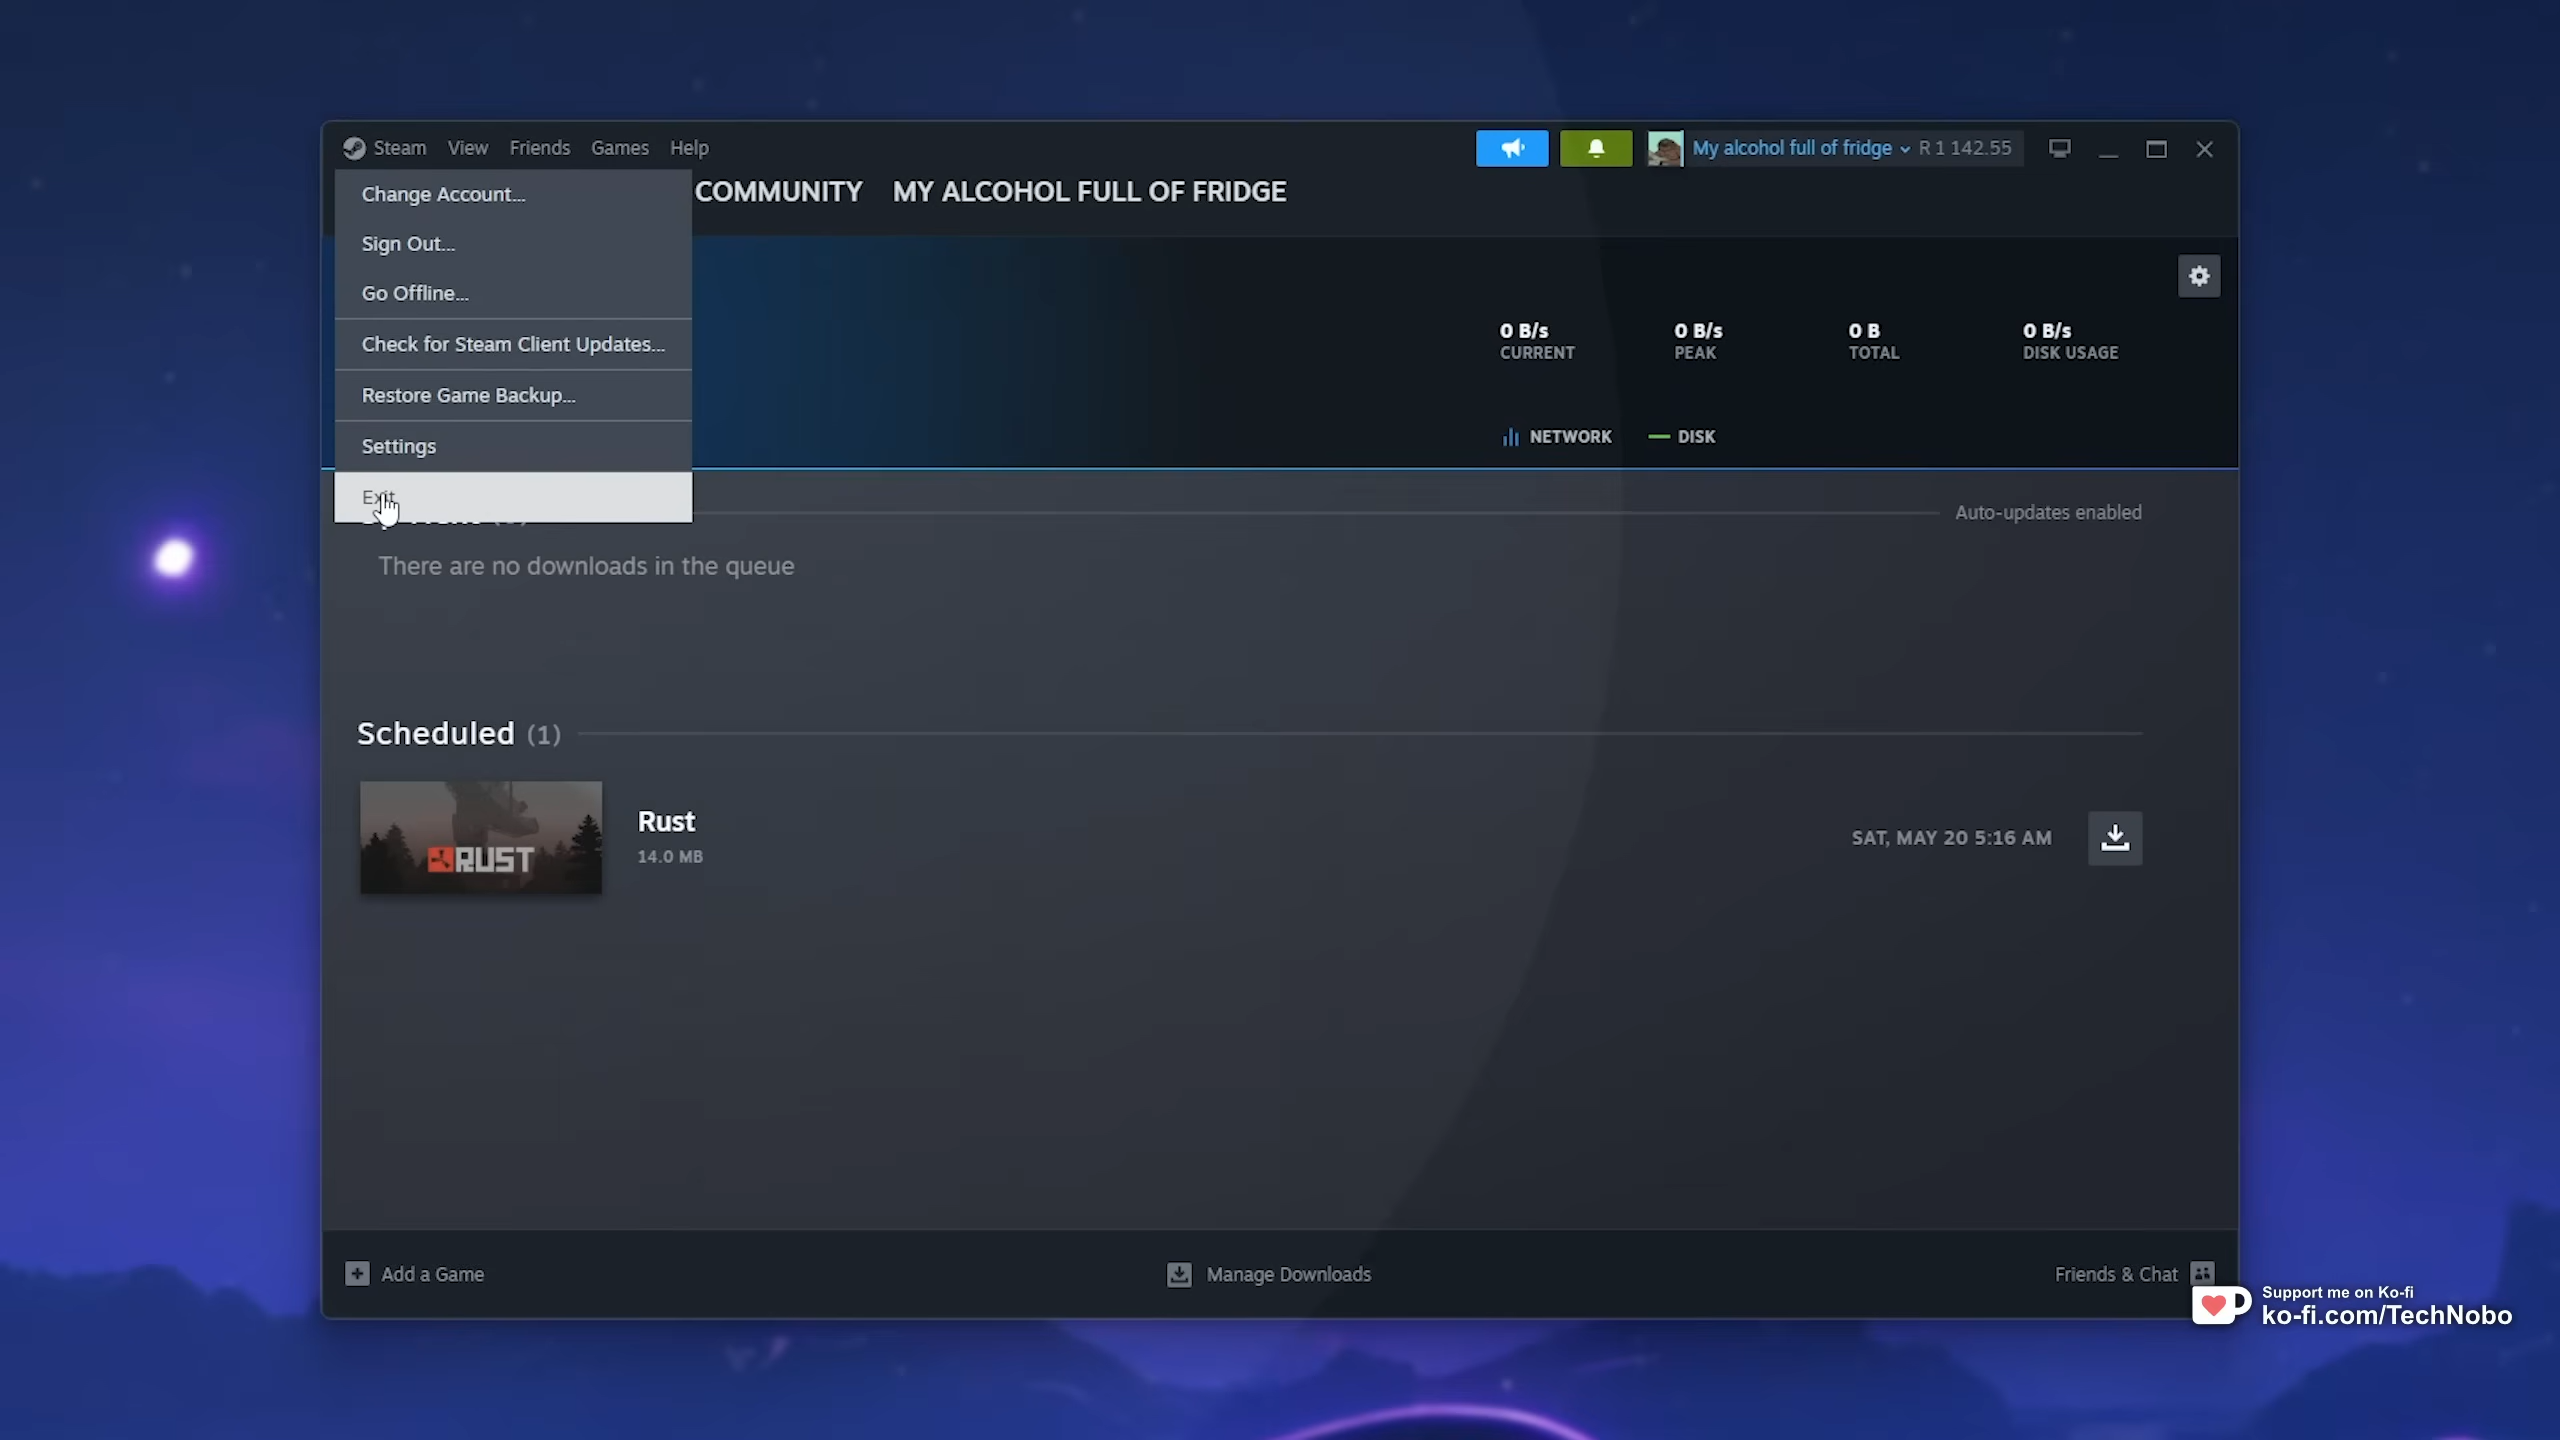 Steam View Friends Games Help
My alcohol full of fridge R 1 142.55
COMMUNITY MY ALCOHOL FULL OF FRIDGE
Change Account...
Sign Out...
Go Offline...
Check for Steam Client Updates...
Restore Game Backup...
Settings
Exit
0 B/s
CURRENT
0 B/s
PEAK
0 B
TOTAL
0 B/s
DISK USAGE
NETWORK DISK
Auto-updates enabled
There are no downloads in the queue
Scheduled (1)
RUST
Rust
14.0 MB
SAT, MAY 20 5:16 AM
Add a Game
Manage Downloads
Friends & Chat
Support me on Ko-fi
ko-fi.com/TechNobo